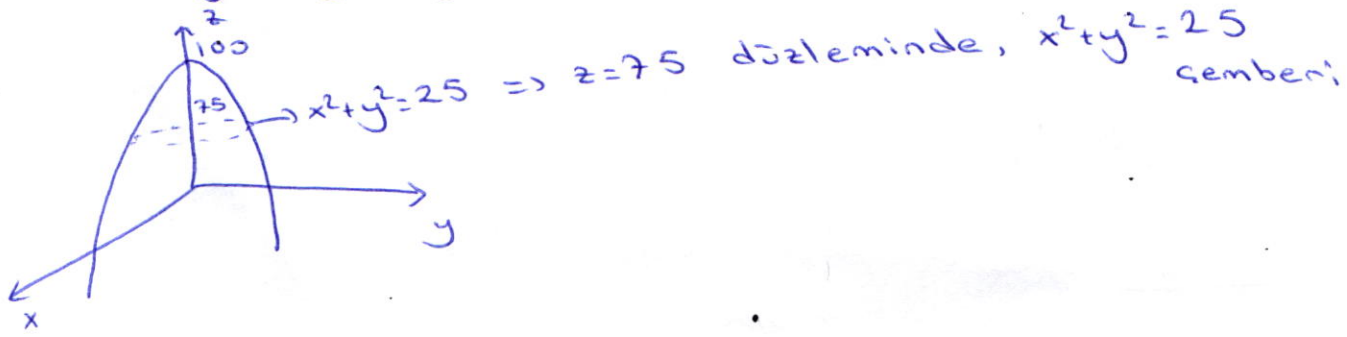 z
100
75
→ x²+y²=25 => z=75 düzleminde, x²+y²=25
çemberi
y
x